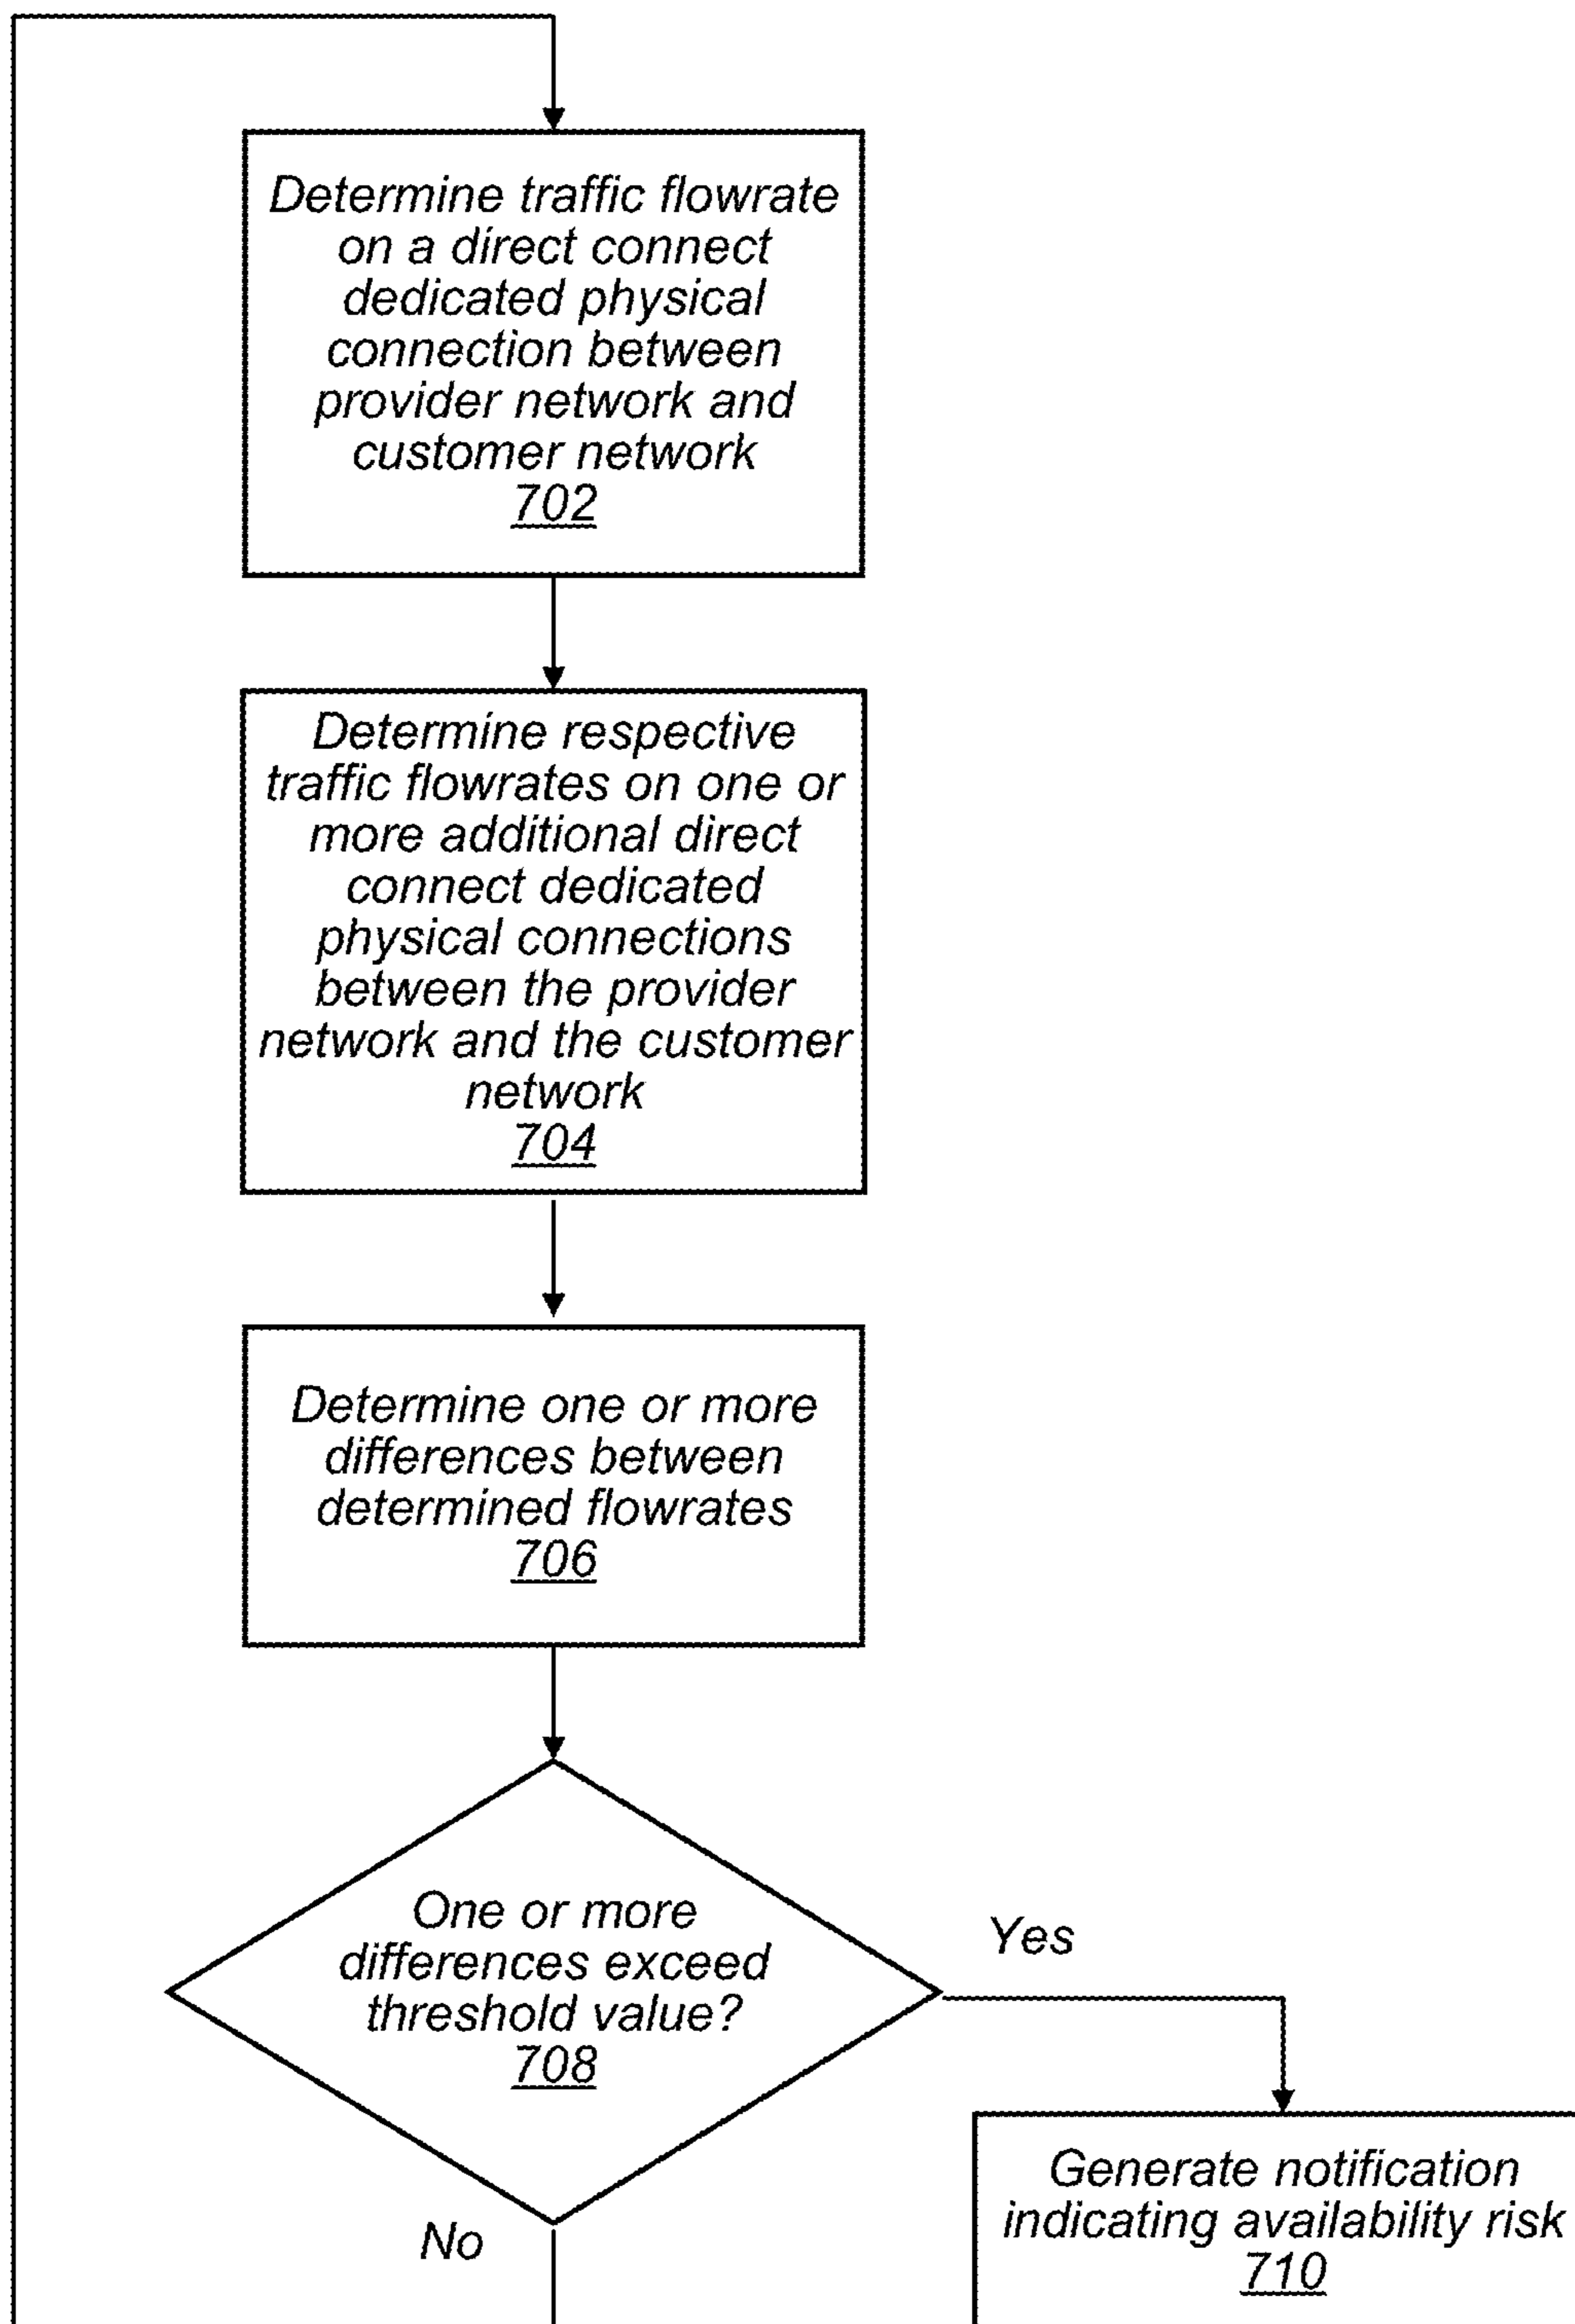 Determine traffic flowrate
on a direct connect
dedicated physical
connection between
provider network and
customer network
702
Determine respective
traffic flowrates on one or
more additional direct
connect dedicated
physical connections
between the provider
network and the customer
network
704
Determine one or more
differences between
determined flowrates
706
One or more
differences exceed
threshold value?
708
Yes
No
Generate notification
indicating availability risk
710